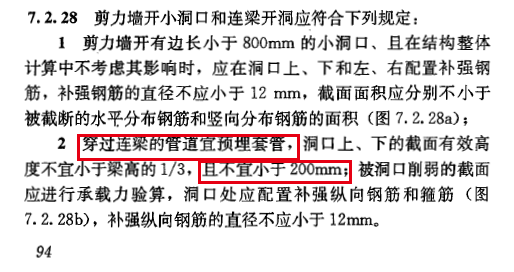 7.2.28 剪力墙开小洞口和连梁开洞应符合下列规定：
1 剪力墙开有边长小于 800mm 的小洞口、且在结构整体
计算中不考虑其影响时，应在洞口上、下和左、右配置补强钢
筋，补强钢筋的直径不应小于 12 mm，截面面积应分别不小于
被截断的水平分布钢筋和竖向分布钢筋的面积（图 7.2.28a）；
2 穿过连梁的管道宜预埋套管，洞口上、下的截面有效高
度不宜小于梁高的 1/3，且不宜小于 200mm；被洞口削弱的截面
应进行承载力验算，洞口处应配置补强纵向钢筋和箍筋（图
7.2.28b），补强纵向钢筋的直径不应小于 12mm。
94